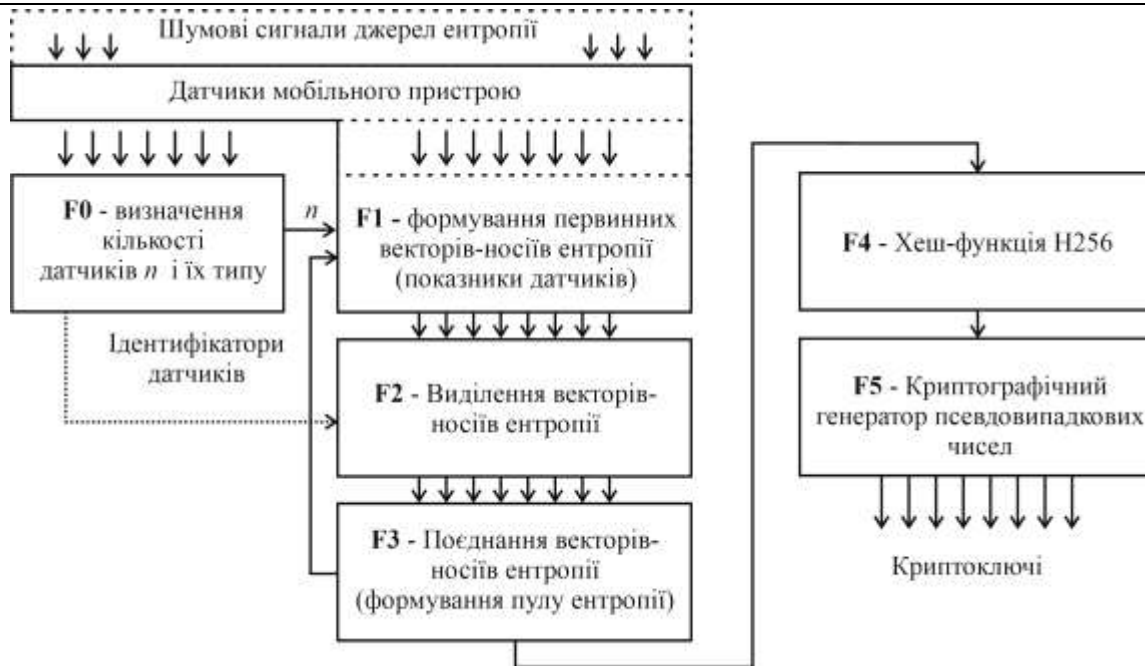 Шумові сигнали джерел ентропії
Датчики мобільного пристрою
F0 - визначення
кількості
датчиків n і їх типу
n
F1 - формування первинних
векторів-носіїв ентропії
(показники датчиків)
Ідентифікатори
датчиків
F2 - Виділення векторів-
носіїв ентропії
F3 - Поєднання векторів-
носіїв ентропії
(формування пулу ентропії)
F4 - Хеш-функція H256
F5 - Криптографічний
генератор псевдовипадкових
чисел
Криптоключі